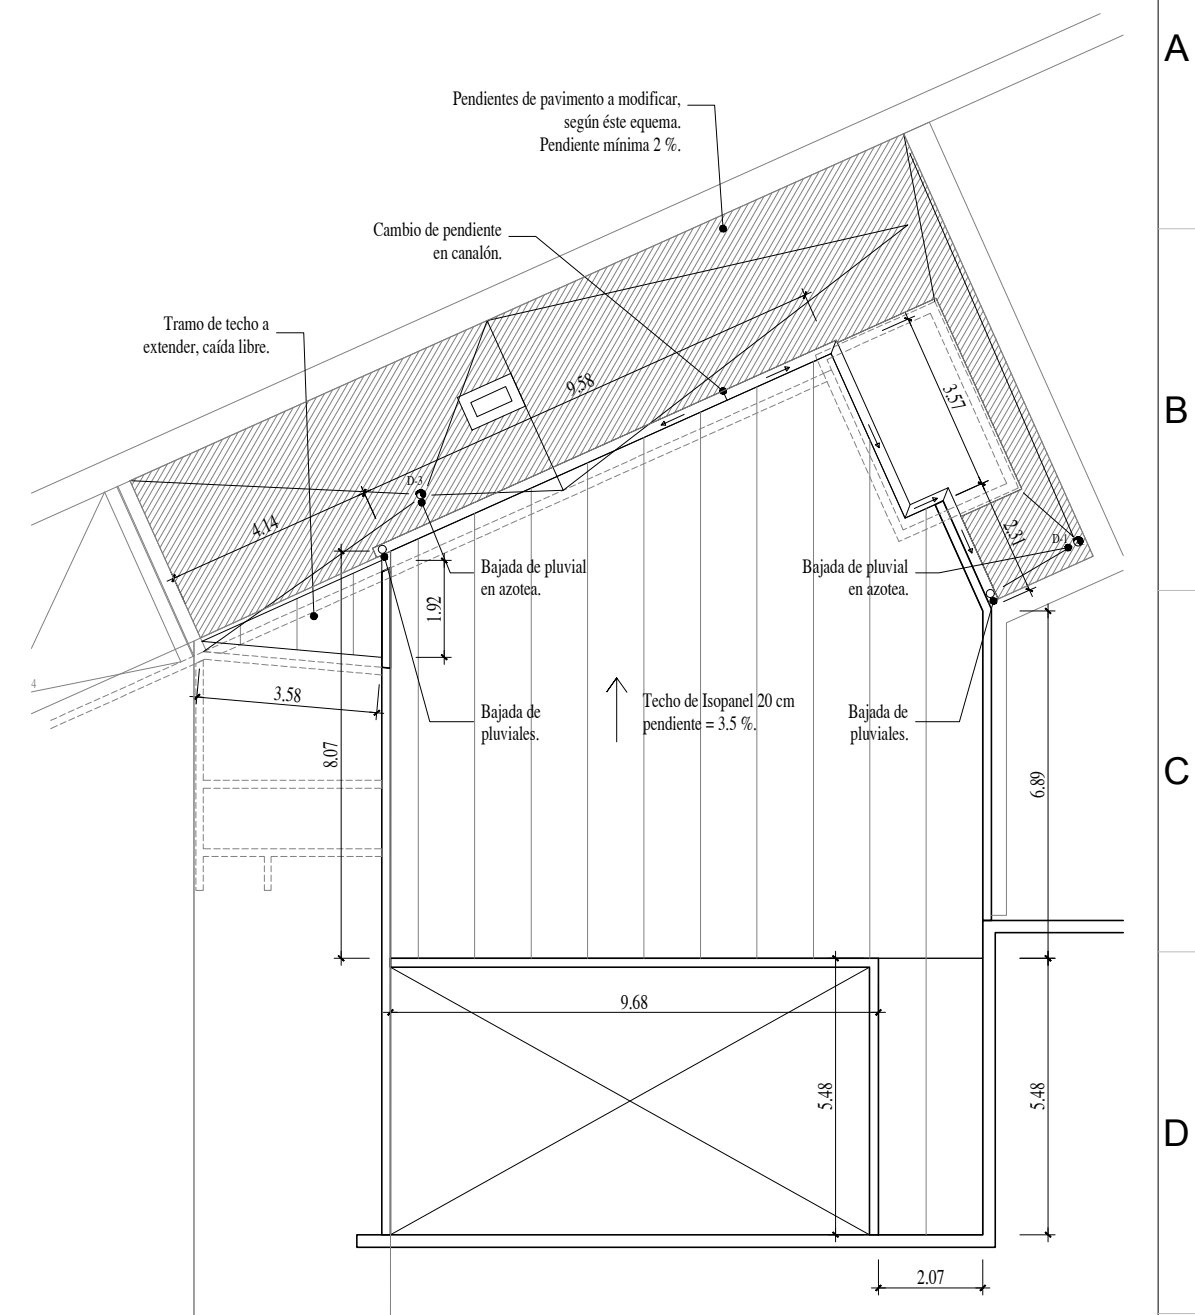 A
Pendientes de pavimento a modificar,
según éste equema.
Pendiente mínima 2 %.
Cambio de pendiente
en canalón.
Tramo de techo a
extender, caída libre.
9.58
3.57
B
D-3
4.14
2.31
D-1
Bajada de pluvial
en azotea.
Bajada de pluvial
en azotea.
1.92
4
3.58
Techo de Isopanel 20 cm
pendiente = 3.5 %.
Bajada de
pluviales.
Bajada de
pluviales.
8.07
6.89
C
9.68
5.48
5.48
D
2.07